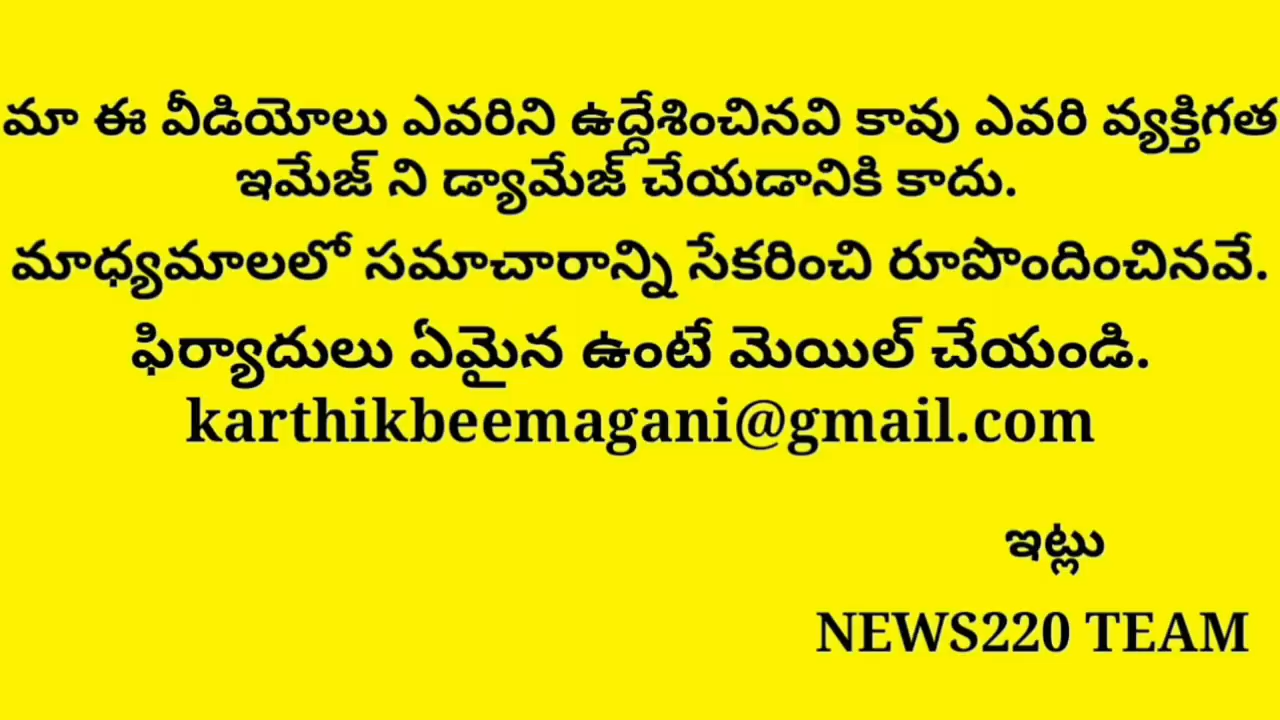 మా ఈ వీడియోలు ఎవరిని ఉద్దేశించినవి కావు ఎవరి వ్యక్తిగత
ఇమేజ్ ని డ్యామేజ్ చేయడానికి కాదు.
మాధ్యమాలలో సమాచారాన్ని సేకరించి రూపొందించినవే.
ఫిర్యాదులు ఏమైన ఉంటే మెయిల్ చేయండి.
karthikbeemagani@gmail.com
ఇట్లు
NEWS220 TEAM